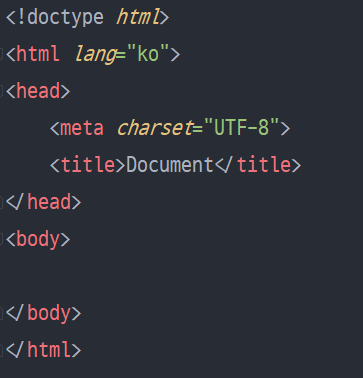 <!doctype html>
<html lang="ko">
<head>
    <meta charset="UTF-8">
    <title>Document</title>
</head>
<body>

</body>
</html>